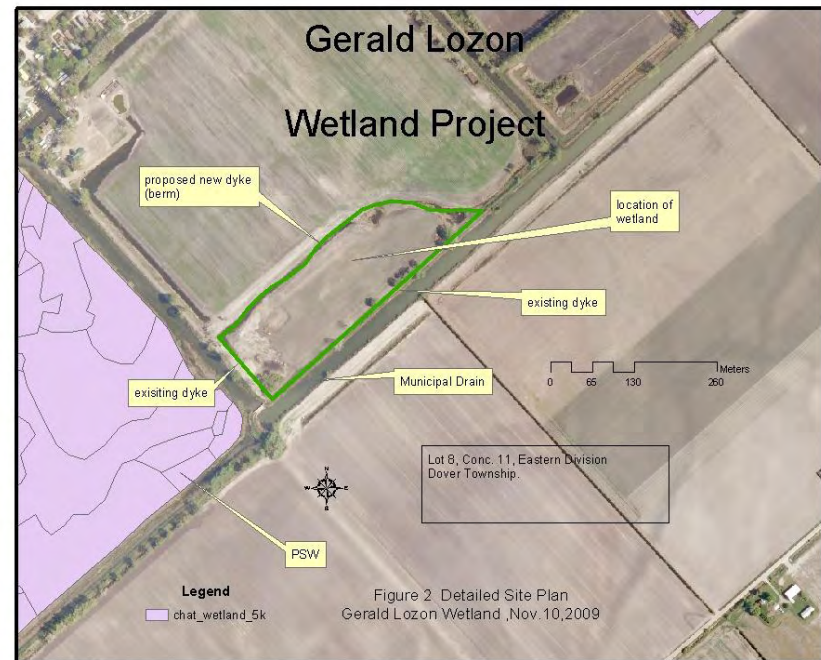 Gerald Lozon
Wetland Project
proposed new dyke
(berm)
location of
wetland
existing dyke
exisiting dyke
Municipal Drain
Meters
0 65 130 260
Lot 8, Conc. 11, Eastern Division
Dover Township.
N
W E
S
PSW
Legend
chat_wetland_5k
Figure 2 Detailed Site Plan
Gerald Lozon Wetland ,Nov.10,2009